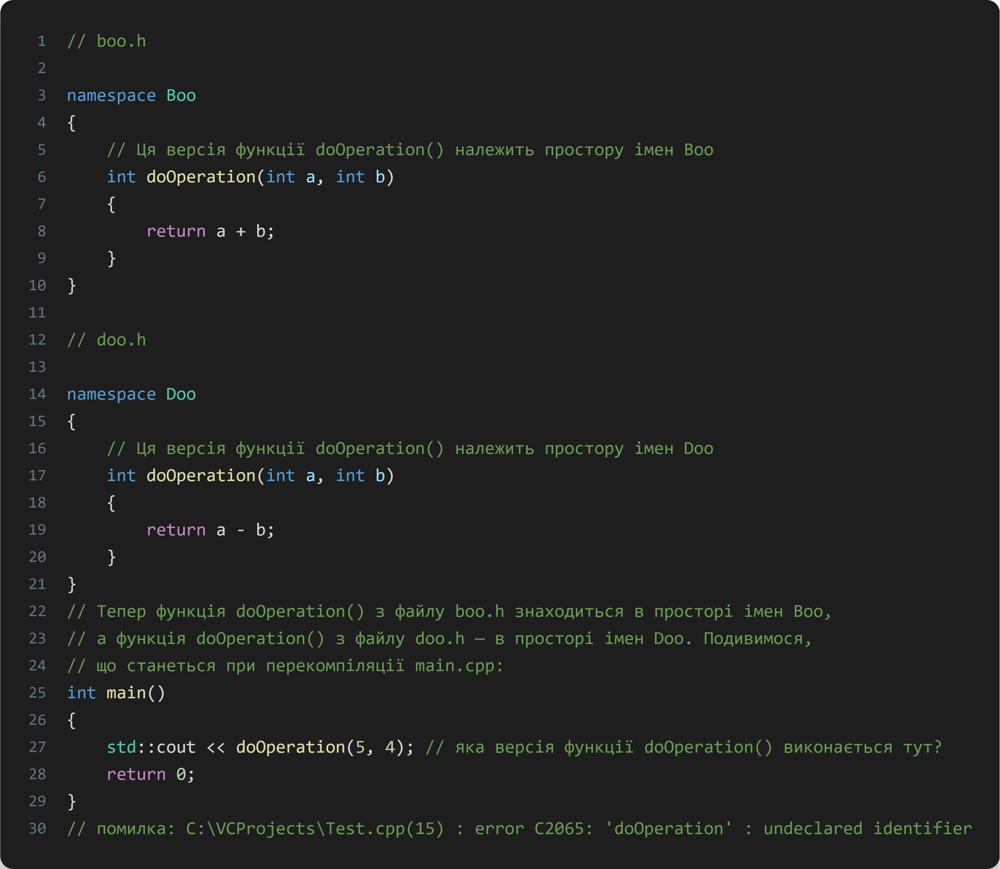 1 // boo.h
2
3 namespace Boo
4 {
5     // Ця версія функції doOperation() належить простору імен Boo
6     int doOperation(int a, int b)
7     {
8         return a + b;
9     }
10 }
11
12 // doo.h
13
14 namespace Doo
15 {
16     // Ця версія функції doOperation() належить простору імен Doo
17     int doOperation(int a, int b)
18     {
19         return a - b;
20     }
21 }
22 // Тепер функція doOperation() з файлу boo.h знаходиться в просторі імен Boo,
23 // а функція doOperation() з файлу doo.h — в просторі імен Doo. Подивимося,
24 // що станеться при перекомпіляції main.cpp:
25 int main()
26 {
27     std::cout << doOperation(5, 4); // яка версія функції doOperation() виконається тут?
28     return 0;
29 }
30 // помилка: C:\VCProjects\Test.cpp(15) : error C2065: 'doOperation' : undeclared identifier